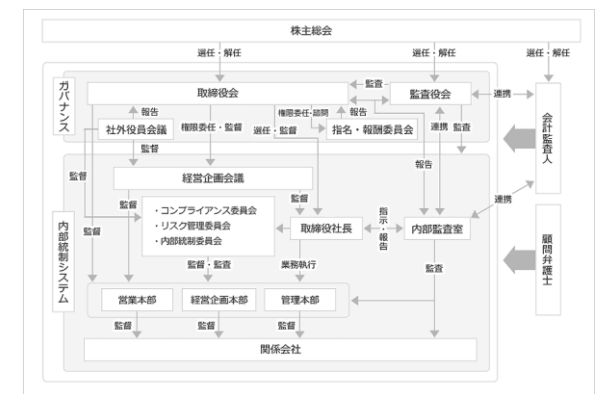 株主総会
選任・解任
選任・解任
選任・解任
ガバナンス
取締役会
監査
監査役会
連携
会計監査人
報告
権限委任・監督
選任・監督
権限委任・諮問
報告
連携
監査
社外役員会議
指名・報酬委員会
監督
監督
報告
経営企画会議
連携
内部統制システム
監督
監督
監督
・コンプライアンス委員会
・リスク管理委員会
・内部統制委員会
取締役社長
指示・報告
内部監査室
顧問弁護士
監督・監査
業務執行
監査
営業本部
経営企画本部
管理本部
監督
監督
監督
関係会社